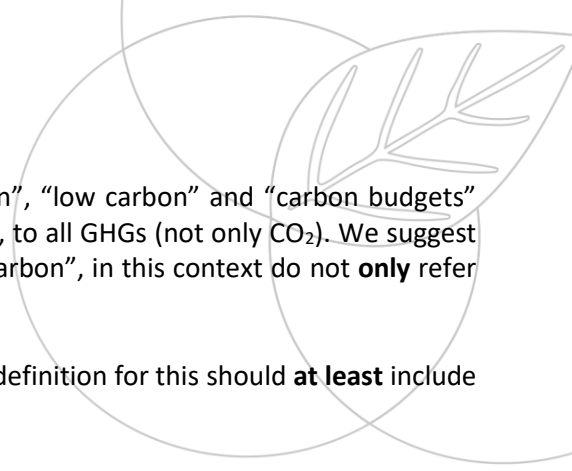 n”, “low carbon” and “carbon budgets”
, to all GHGs (not only CO₂). We suggest
arbon”, in this context do not only refer
definition for this should at least include